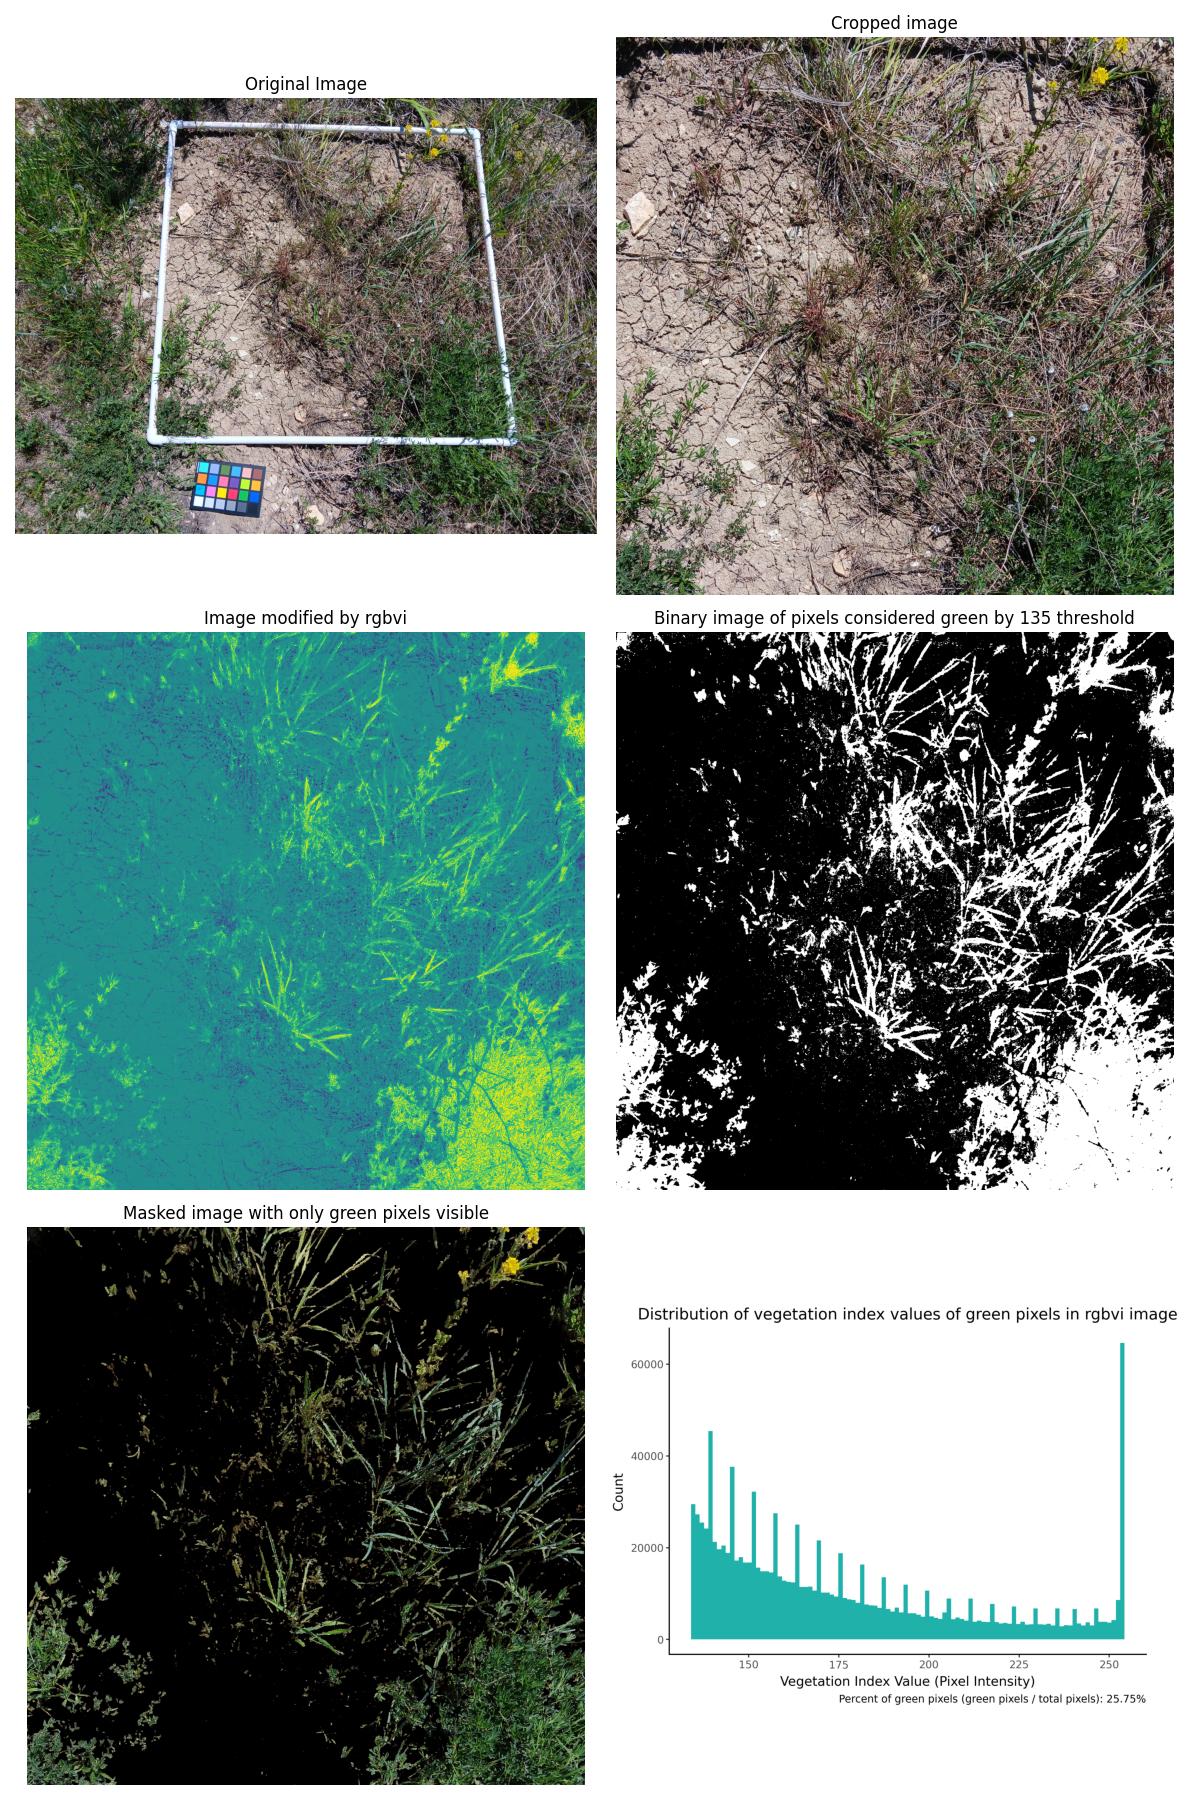 Original Image
Cropped image
Image modified by rgbvi
Binary image of pixels considered green by 135 threshold
Masked image with only green pixels visible
Distribution of vegetation index values of green pixels in rgbvi image
60000
40000
20000
0
Count
150 175 200 225 250
Vegetation Index Value (Pixel Intensity)
Percent of green pixels (green pixels / total pixels): 25.75%